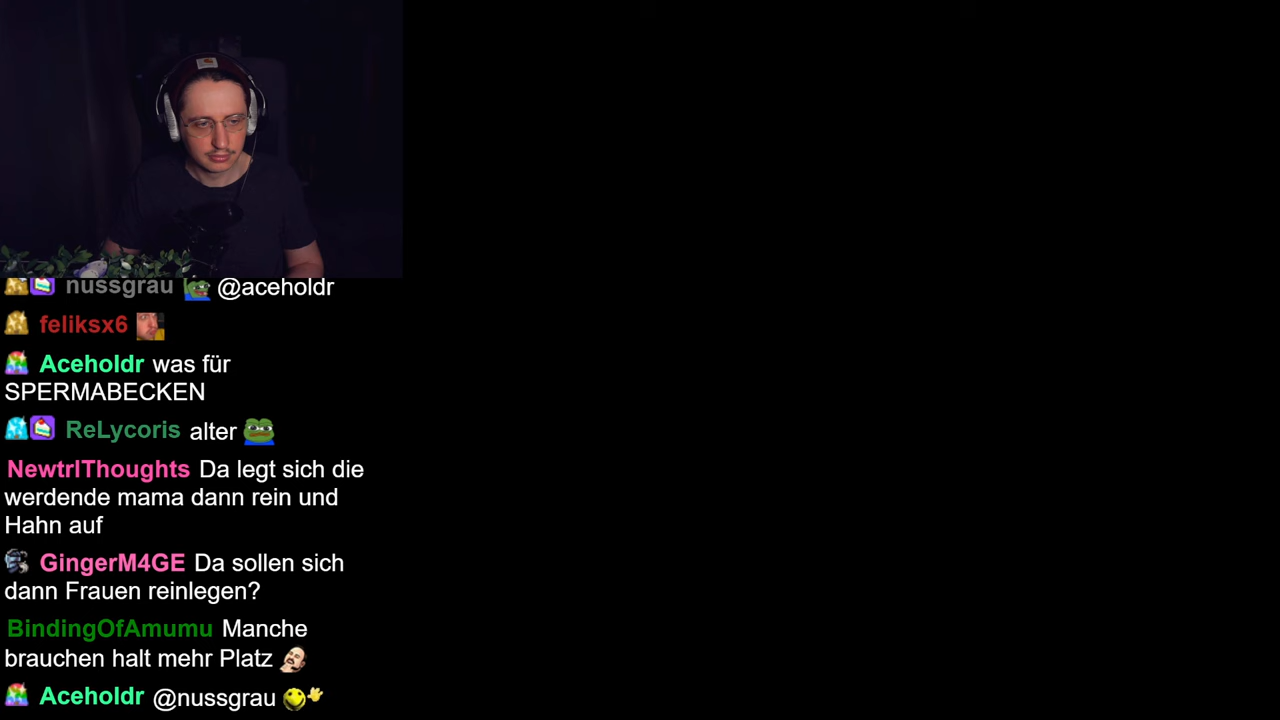 nussgrau @aceholdr
feliksx6
Aceholdr was für
SPERMABECKEN
ReLycoris alter
NewtrlThoughts Da legt sich die
werdende mama dann rein und
Hahn auf
GingerM4GE Da sollen sich
dann Frauen reinlegen?
BindingOfAmumu Manche
brauchen halt mehr Platz
Aceholdr @nussgrau